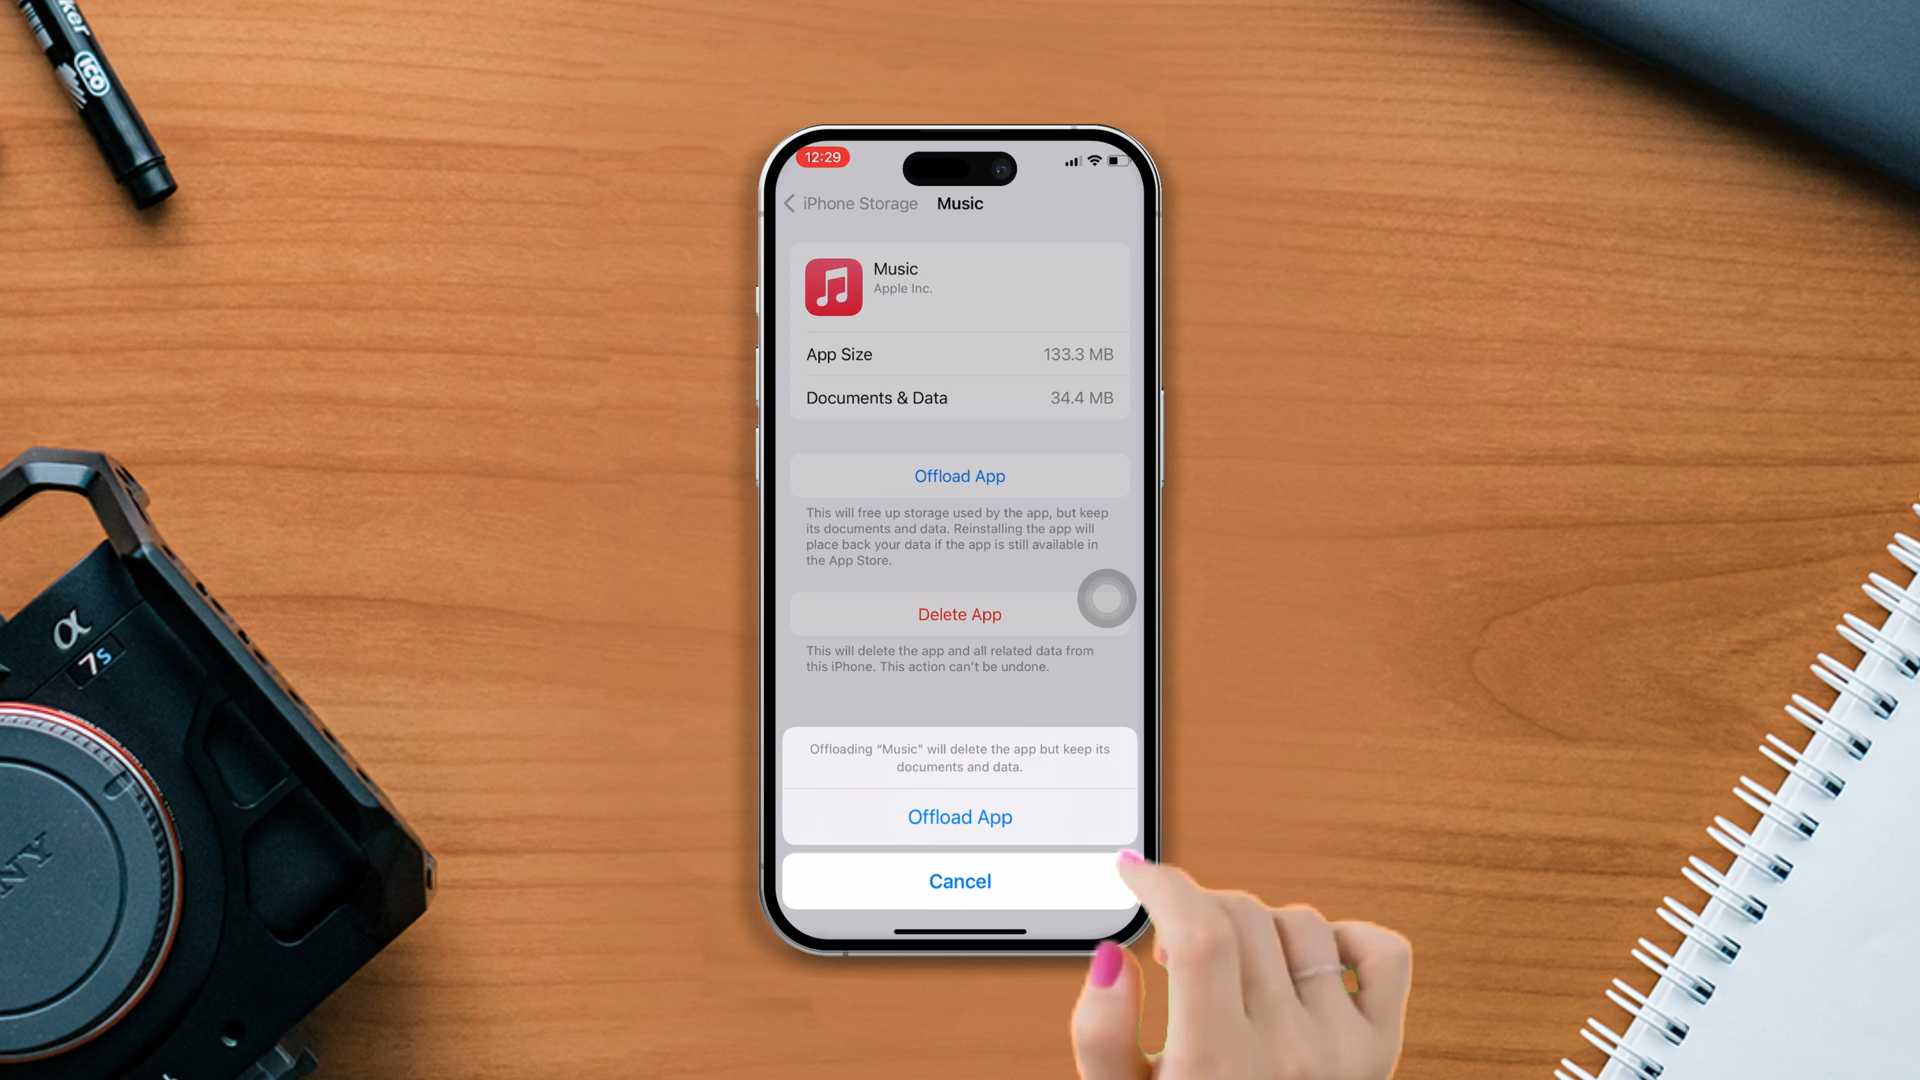 ker
ico
12:29
iPhone Storage Music
Music
Apple Inc.
App Size 133.3 MB
Documents & Data 34.4 MB
Offload App
This will free up storage used by the app, but keep
its documents and data. Reinstalling the app will
place back your data if the app is still available in
the App Store.
Delete App
This will delete the app and all related data from
this iPhone. This action can't be undone.
Offloading “Music” will delete the app but keep its
documents and data.
Offload App
Cancel
α
7s
NY